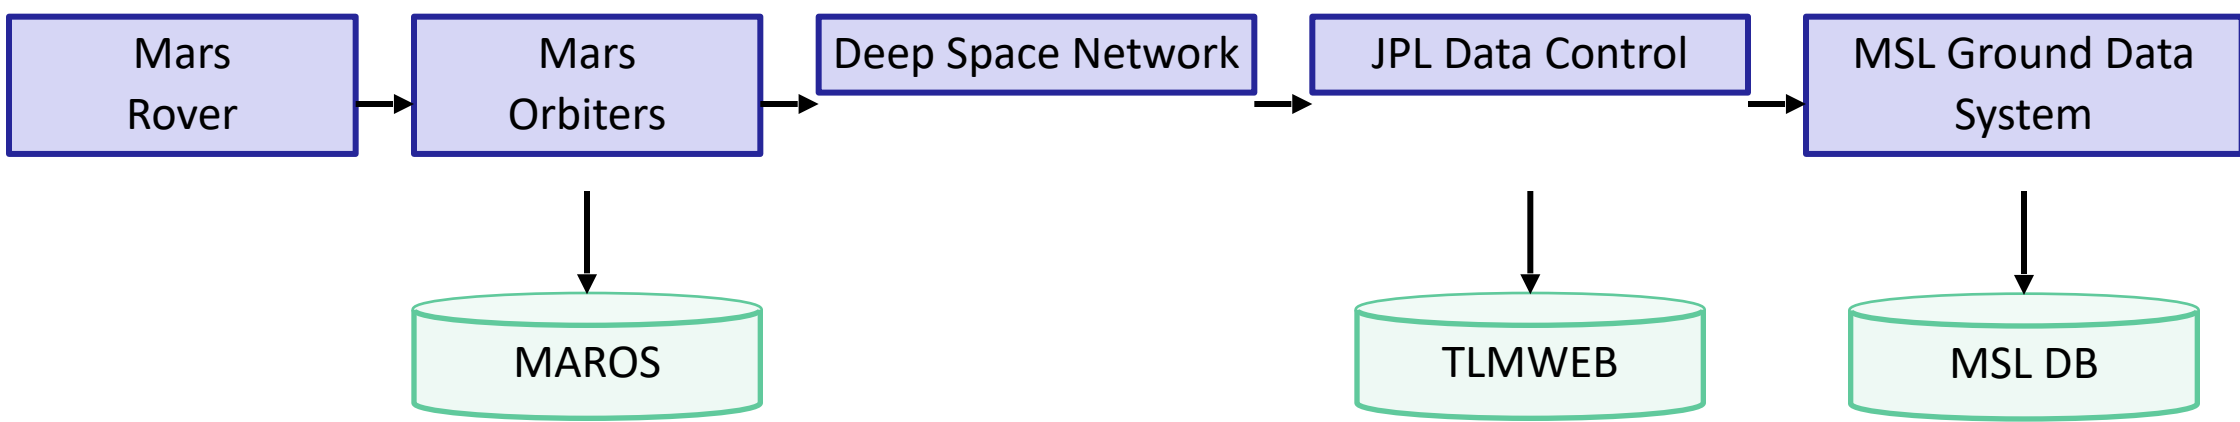 Mars
Rover
Mars
Orbiters
Deep Space Network
JPL Data Control
MSL Ground Data
System
MAROS
TLMWEB
MSL DB